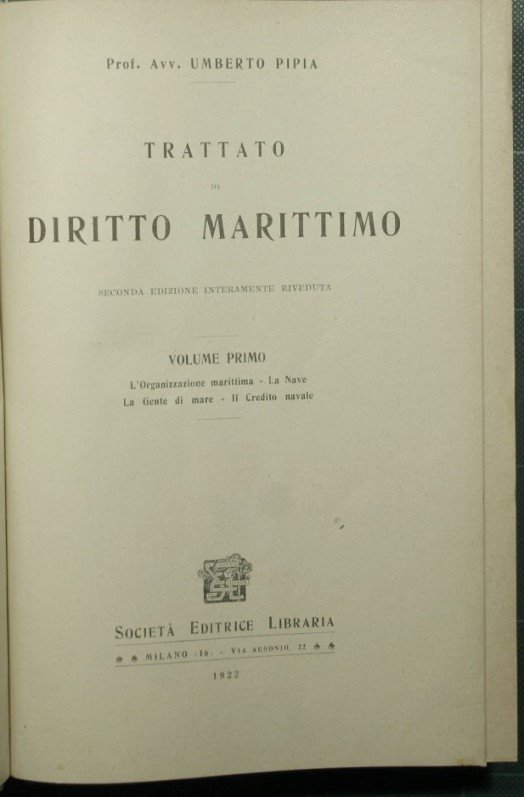 Prof. Avv. UMBERTO PIPIA
TRATTATO
DI
DIRITTO MARITTIMO
SECONDA EDIZIONE INTERAMENTE RIVEDUTA
VOLUME PRIMO
L'Organizzazione marittima - La Nave
La Gente di mare - Il Credito navale
SOCIETÀ EDITRICE LIBRARIA
MILANO (16) - VIA AUSONIO, 22
1922